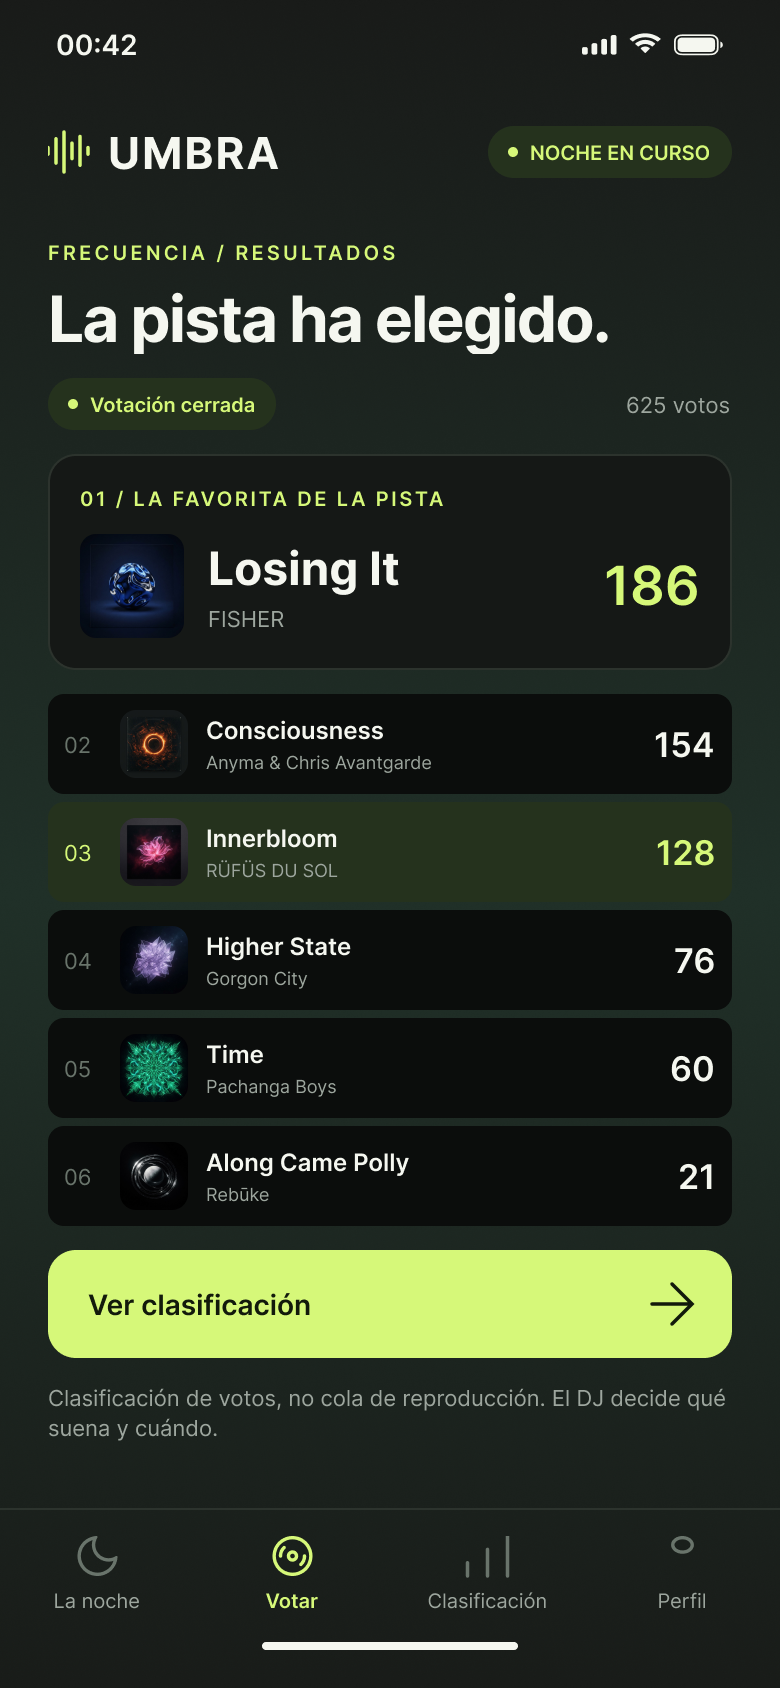 00:42
UMBRA
NOCHE EN CURSO
FRECUENCIA / RESULTADOS
La pista ha elegido.
Votación cerrada
625 votos
01 / LA FAVORITA DE LA PISTA
Losing It
FISHER
186
02
Consciousness
Anyma & Chris Avantgarde
154
03
Innerbloom
RÜFÜS DU SOL
128
04
Higher State
Gorgon City
76
05
Time
Pachanga Boys
60
06
Along Came Polly
Rebūke
21
Ver clasificación
Clasificación de votos, no cola de reproducción. El DJ decide qué
suena y cuándo.
La noche
Votar
Clasificación
Perfil